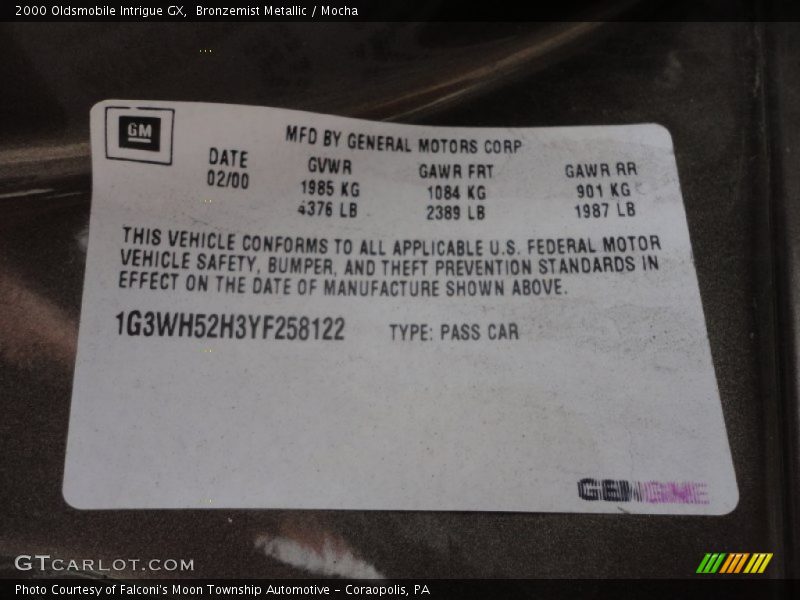 2000 Oldsmobile Intrigue GX,  Bronzemist Metallic / Mocha
GM
MFD BY GENERAL MOTORS CORP
DATE GVWR GAWR FRT GAWR RR
02/00 1985 KG 1084 KG 901 KG
4376 LB 2389 LB 1987 LB
THIS VEHICLE CONFORMS TO ALL APPLICABLE U.S. FEDERAL MOTOR
VEHICLE SAFETY, BUMPER, AND THEFT PREVENTION STANDARDS IN
EFFECT ON THE DATE OF MANUFACTURE SHOWN ABOVE.
1G3WH52H3YF258122 TYPE: PASS CAR
GTCARLOT.COM
Photo Courtesy of Falconi's Moon Township Automotive – Coraopolis, PA